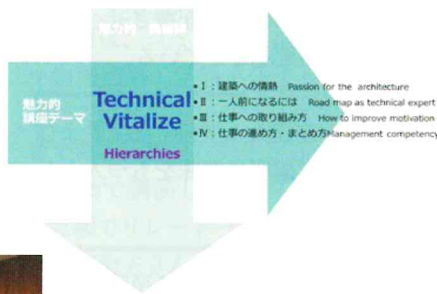 魅力的
魅力的
講座テーマ
Technical
Vitalize
Hierarchies
• Ⅰ：建築への情熱 Passion for the architecture
• Ⅱ：一人前になるには Road map as technical expert
• Ⅲ：仕事への取り組み方 How to improve motivation
• Ⅳ：仕事の進め方・まとめ方Management competency